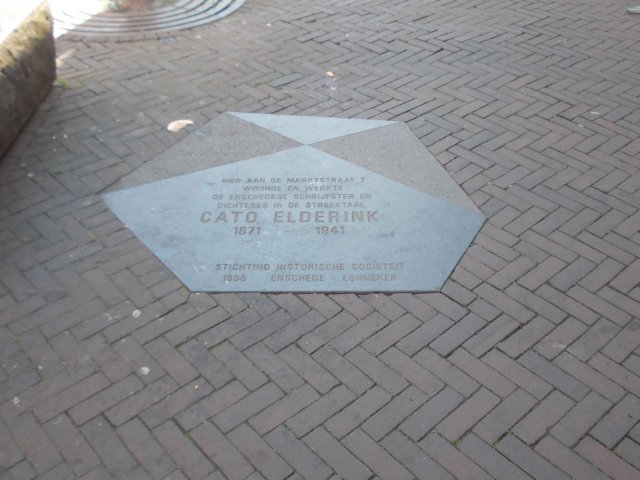 HIER AAN DE MARKTSTRAAT 7
WOONDE EN WERKTE
DE ENSCHEDESE SCHRIJFSTER EN
DICHTERES IN DE STREEKTAAL
CATO ELDERINK
1871 - 1941
STICHTING HISTORISCHE SOCIETEIT
1996 ENSCHEDE - LONNEKER